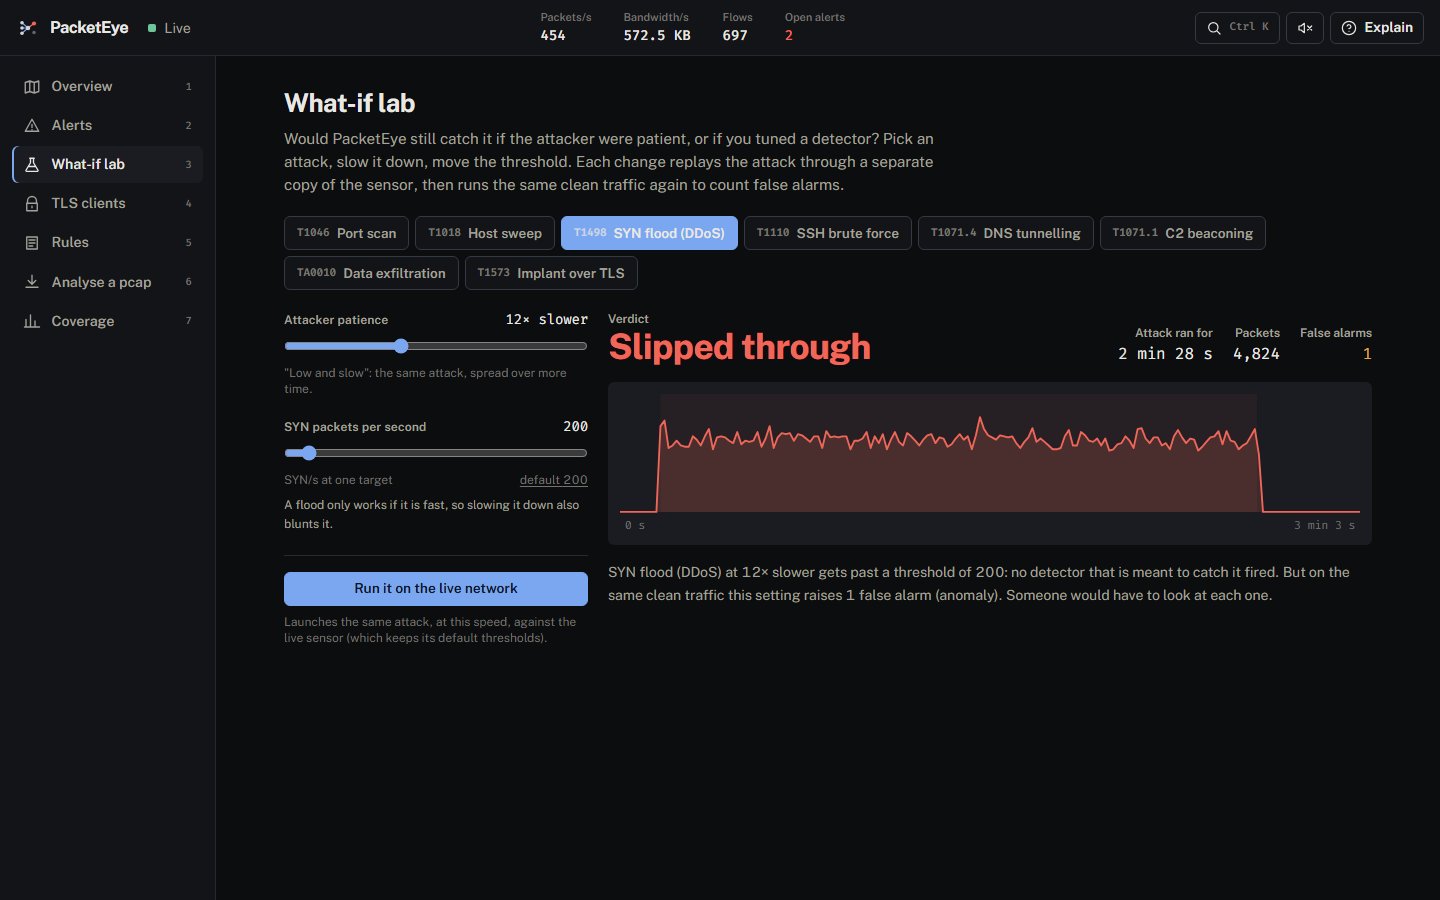 PacketEye
Live
Packets/s
454
Bandwidth/s
572.5 KB
Flows
697
Open alerts
2
Ctrl K
Explain
Overview 1
Alerts 2
What-if lab 3
TLS clients 4
Rules 5
Analyse a pcap 6
Coverage 7
What-if lab
Would PacketEye still catch it if the attacker were patient, or if you tuned a detector? Pick an
attack, slow it down, move the threshold. Each change replays the attack through a separate
copy of the sensor, then runs the same clean traffic again to count false alarms.
T1046 Port scan
T1018 Host sweep
T1498 SYN flood (DDoS)
T1110 SSH brute force
T1071.4 DNS tunnelling
T1071.1 C2 beaconing
TA0010 Data exfiltration
T1573 Implant over TLS
Attacker patience 12× slower
"Low and slow": the same attack, spread over more
time.
SYN packets per second 200
SYN/s at one target default 200
A flood only works if it is fast, so slowing it down also
blunts it.
Run it on the live network
Launches the same attack, at this speed, against the
live sensor (which keeps its default thresholds).
Verdict
Slipped through
Attack ran for
2 min 28 s
Packets
4,824
False alarms
1
0 s
3 min 3 s
SYN flood (DDoS) at 12× slower gets past a threshold of 200: no detector that is meant to catch it fired. But on the
same clean traffic this setting raises 1 false alarm (anomaly). Someone would have to look at each one.